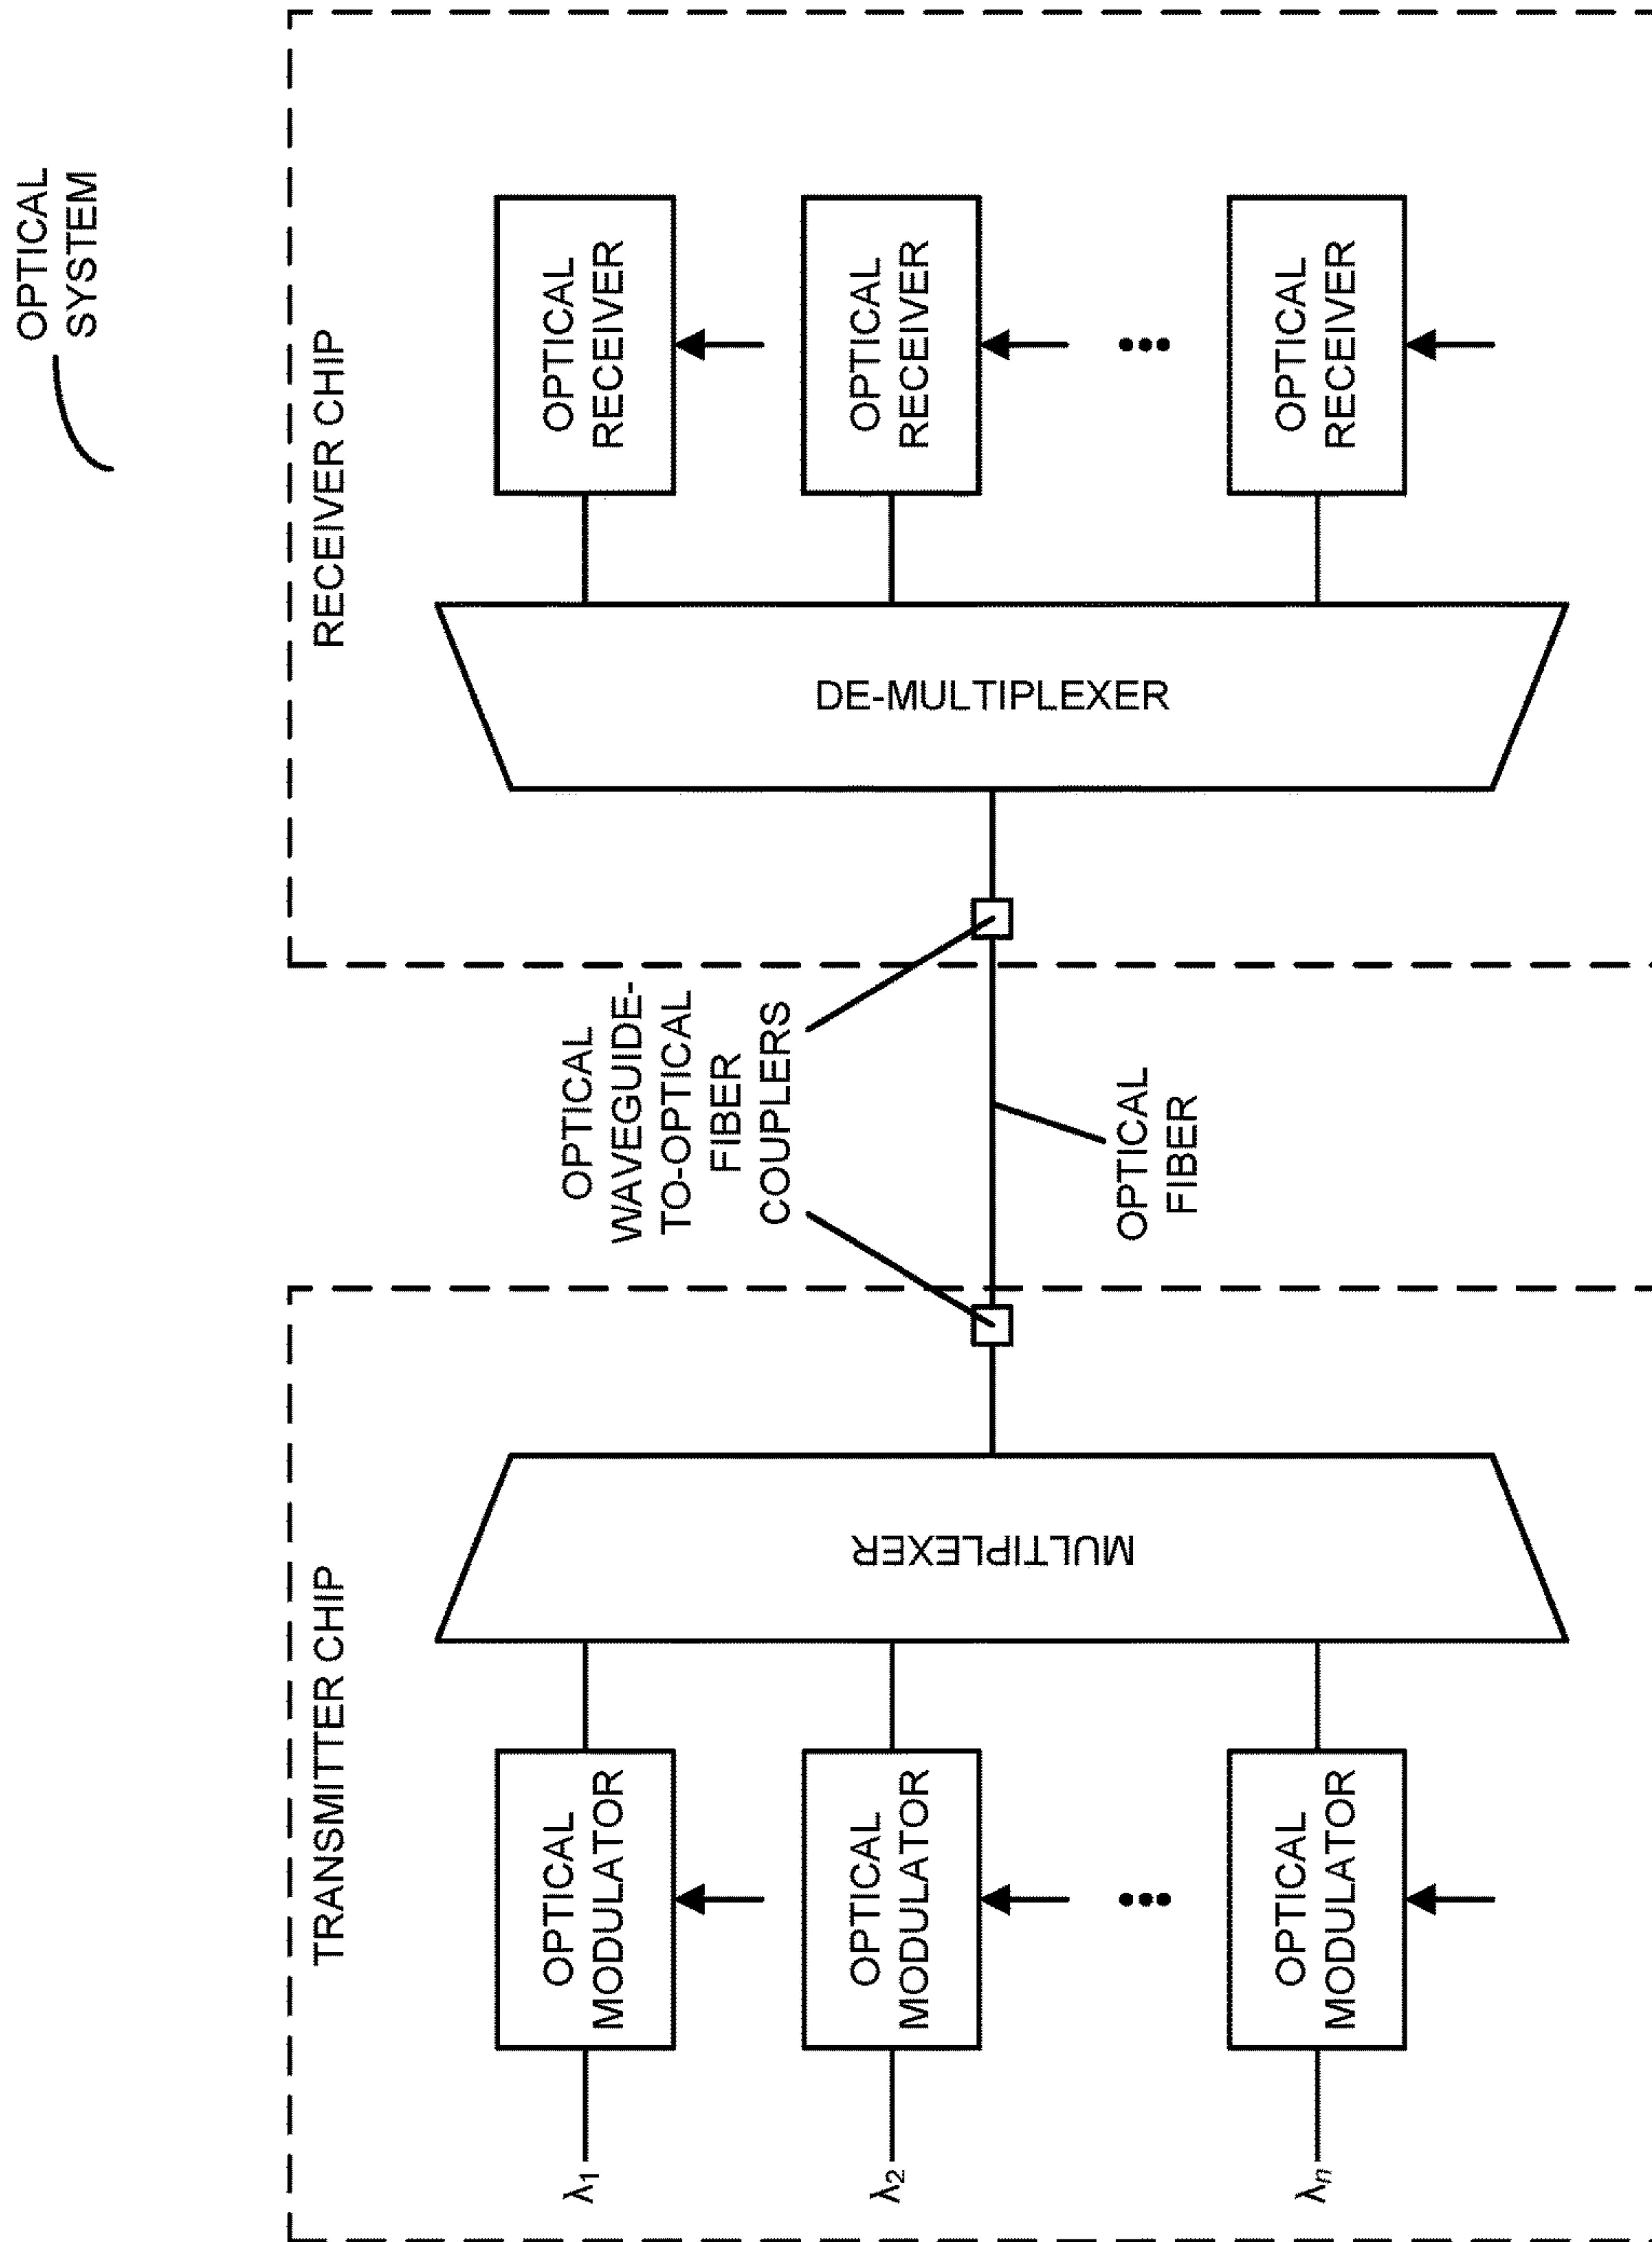 OPTICAL
SYSTEM
TRANSMITTER CHIP
RECEIVER CHIP
λ1
OPTICAL
MODULATOR
λ2
OPTICAL
MODULATOR
•••
λn
OPTICAL
MODULATOR
MULTIPLEXER
OPTICAL
WAVEGUIDE-
TO-OPTICAL
FIBER
COUPLERS
OPTICAL
FIBER
DE-MULTIPLEXER
OPTICAL
RECEIVER
OPTICAL
RECEIVER
•••
OPTICAL
RECEIVER